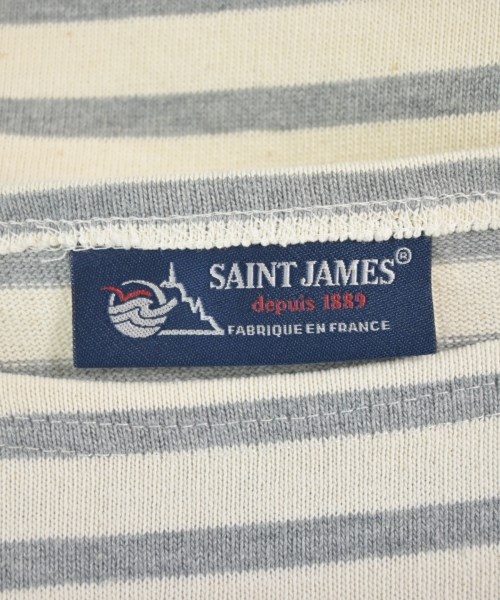 SAINT JAMES®
depuis 1889
FABRIQUE EN FRANCE